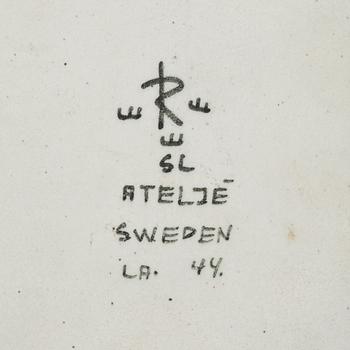 R
SL
ATELJÉ
SWEDEN
LA. 44.